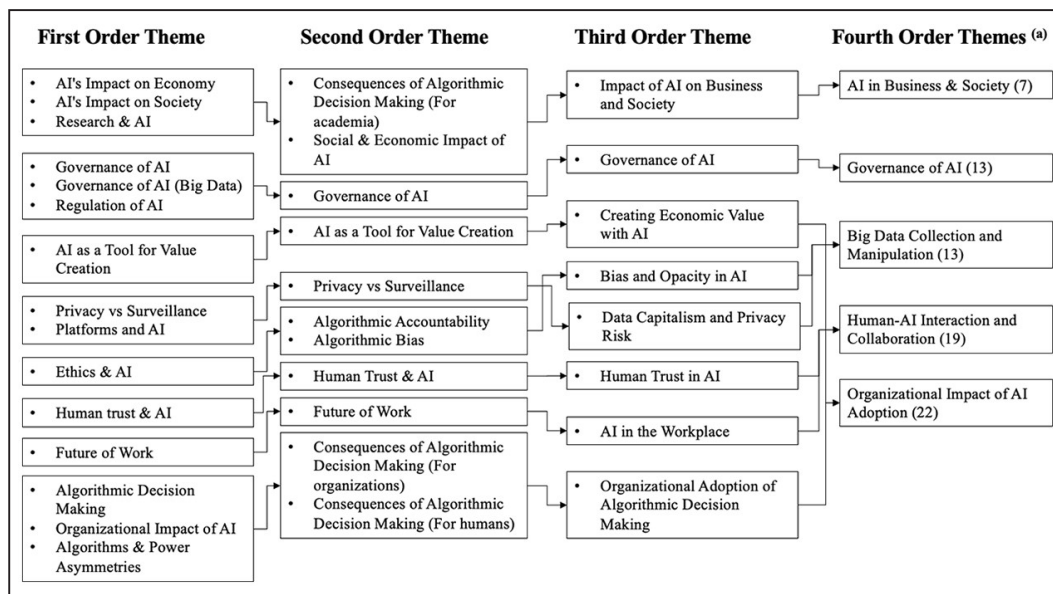 First Order Theme
• AI's Impact on Economy
• AI's Impact on Society
• Research & AI
• Governance of AI
• Governance of AI (Big Data)
• Regulation of AI
• AI as a Tool for Value
Creation
• Privacy vs Surveillance
• Platforms and AI
• Ethics & AI
• Human trust & AI
• Future of Work
• Algorithmic Decision
Making
• Organizational Impact of AI
• Algorithms & Power
Asymmetries
Second Order Theme
• Consequences of Algorithmic
Decision Making (For
academia)
• Social & Economic Impact of
AI
• Governance of AI
• AI as a Tool for Value Creation
• Privacy vs Surveillance
• Algorithmic Accountability
• Algorithmic Bias
• Human Trust & AI
• Future of Work
• Consequences of Algorithmic
Decision Making (For
organizations)
• Consequences of Algorithmic
Decision Making (For humans)
Third Order Theme
• Impact of AI on Business
and Society
• Governance of AI
• Creating Economic Value
with AI
• Bias and Opacity in AI
• Data Capitalism and Privacy
Risk
• Human Trust in AI
• AI in the Workplace
• Organizational Adoption of
Algorithmic Decision
Making
Fourth Order Themes (a)
AI in Business & Society (7)
Governance of AI (13)
Big Data Collection and
Manipulation (13)
Human-AI Interaction and
Collaboration (19)
Organizational Impact of AI
Adoption (22)